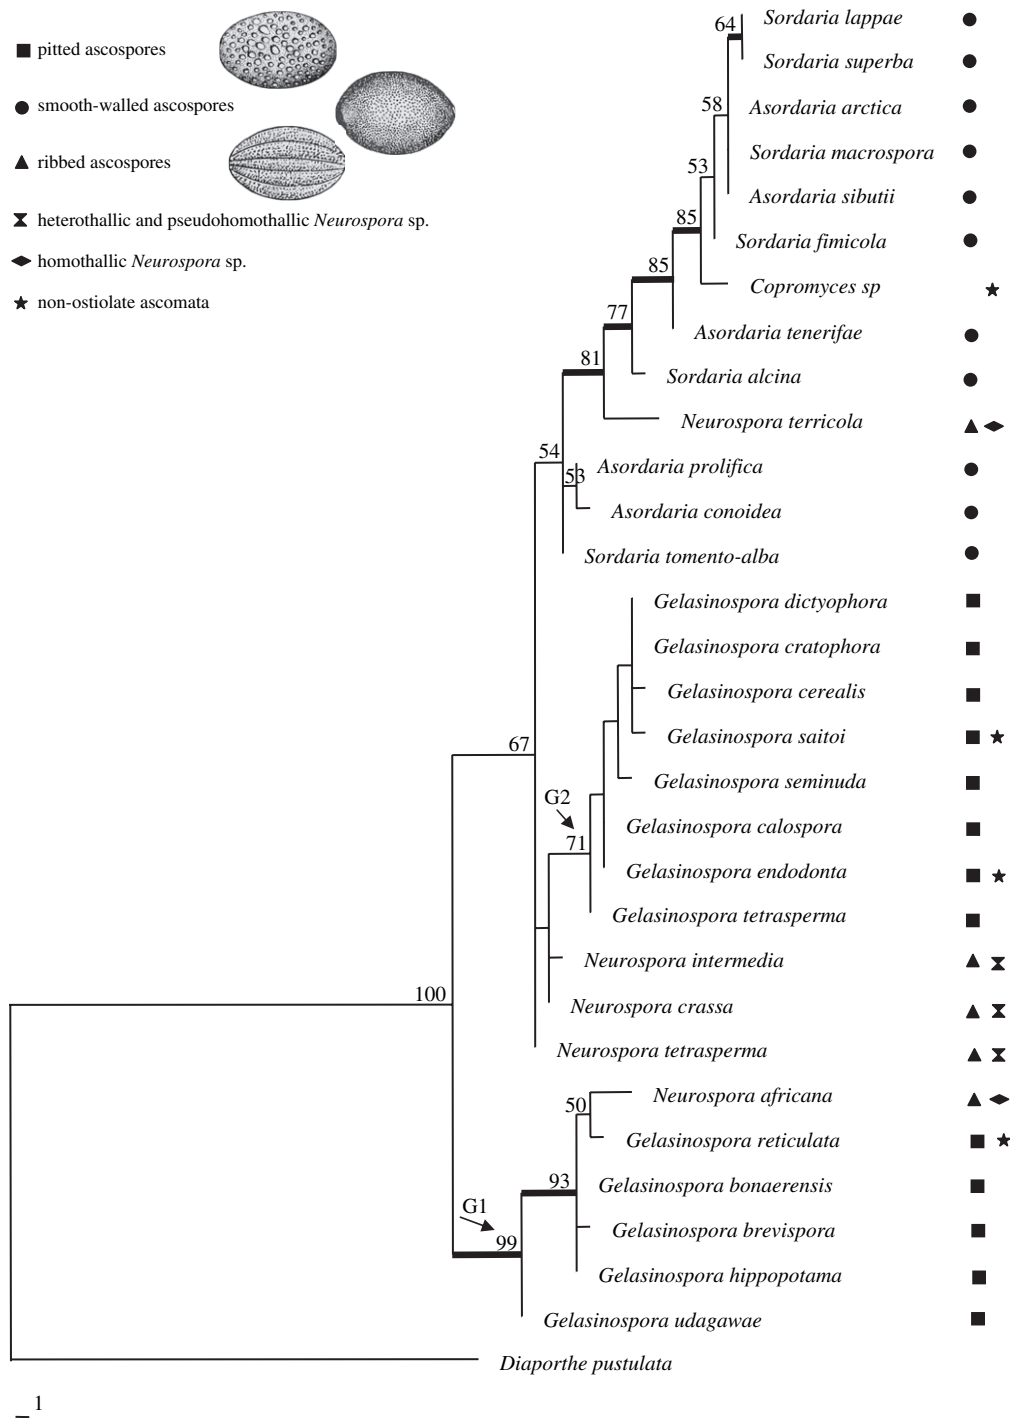 pitted ascospores
smooth-walled ascospores
ribbed ascospores
heterothallic and pseudohomothallic Neurospora sp.
homothallic Neurospora sp.
non-ostiolate ascomata
64
Sordaria lappae
Sordaria superba
58
Asordaria arctica
Sordaria macrospora
53
Asordaria sibutii
85
Sordaria fimicola
85
Copromyces sp
77
Asordaria tenerifae
81
Sordaria alcina
Neurospora terricola
54
Asordaria prolifica
53
Asordaria conoidea
Sordaria tomento-alba
Gelasinospora dictyophora
Gelasinospora cratophora
Gelasinospora cerealis
67
Gelasinospora saitoi
Gelasinospora seminuda
G2
Gelasinospora calospora
71
Gelasinospora endodonta
Gelasinospora tetrasperma
Neurospora intermedia
100
Neurospora crassa
Neurospora tetrasperma
Neurospora africana
50
Gelasinospora reticulata
93
Gelasinospora bonaerensis
G1
Gelasinospora brevispora
99
Gelasinospora hippopotama
Gelasinospora udagawae
Diaporthe pustulata
1